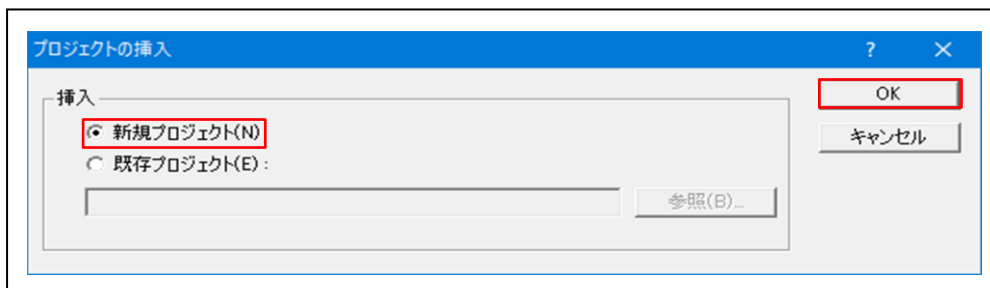 プロジェクトの挿入
?
×
挿入
新規プロジェクト(N)
既存プロジェクト(E) :
参照(B)...
OK
キャンセル